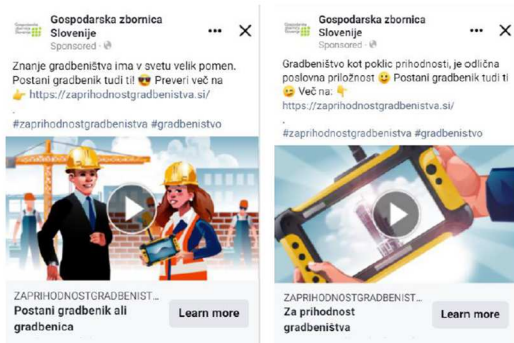 Gospodarska zbornica
Slovenije
Sponsored ·
Znanje gradbeništva ima v svetu velik pomen.
Postani gradbenik tudi ti! 😎 Preveri več na
👉 https://zaprihodnostgradbenistva.si/
.
#zaprihodnostgradbenistva #gradbenistvo
ZAPRIHODNOSTGRADBENIST...
Postani gradbenik ali
gradbenica
Learn more
Gospodarska zbornica
Slovenije
Sponsored ·
Gradbeništvo kot poklic prihodnosti, je odlična
poslovna priložnost 😃 Postani gradbenik tudi ti
😉 Več na: 👇
https://zaprihodnostgradbenistva.si/
.
#zaprihodnostgradbenistva #gradbenistvo
ZAPRIHODNOSTGRADBENIST...
Za prihodnost
gradbeništva
Learn more